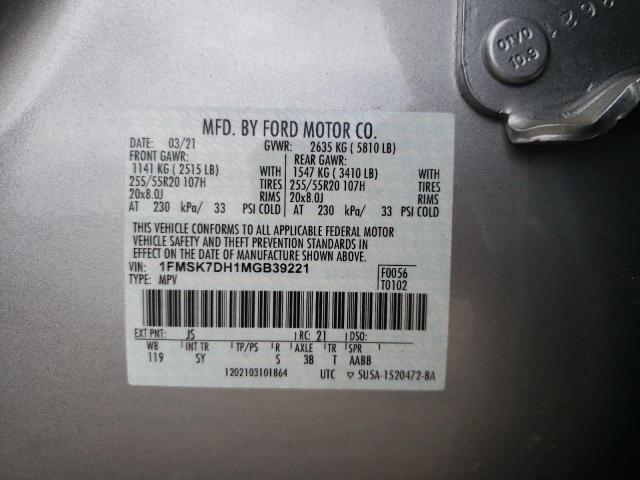 0962
OTVO
10.9
MFD. BY FORD MOTOR CO.
DATE: 03/21 GVWR: 2635 KG ( 5810 LB)
FRONT GAWR: REAR GAWR:
1141 KG ( 2515 LB) WITH 1547 KG ( 3410 LB) WITH
255/55R20 107H TIRES 255/55R20 107H TIRES
20x8.0J RIMS 20x8.0J RIMS
AT 230 kPa/ 33 PSI COLD AT 230 kPa/ 33 PSI COLD
THIS VEHICLE CONFORMS TO ALL APPLICABLE FEDERAL MOTOR
VEHICLE SAFETY AND THEFT PREVENTION STANDARDS IN
EFFECT ON THE DATE OF MANUFACTURE SHOWN ABOVE.
VIN: 1FMSK7DH1MGB39221 F0056
TYPE: MPV T0102
EXT PNT: JS RC: 21 DSO:
WB INT TR TP/PS R AXLE TR SPR
119 SY S 3B T AABB
1202103101864 UTC ▽ 5U5A-1520472-BA